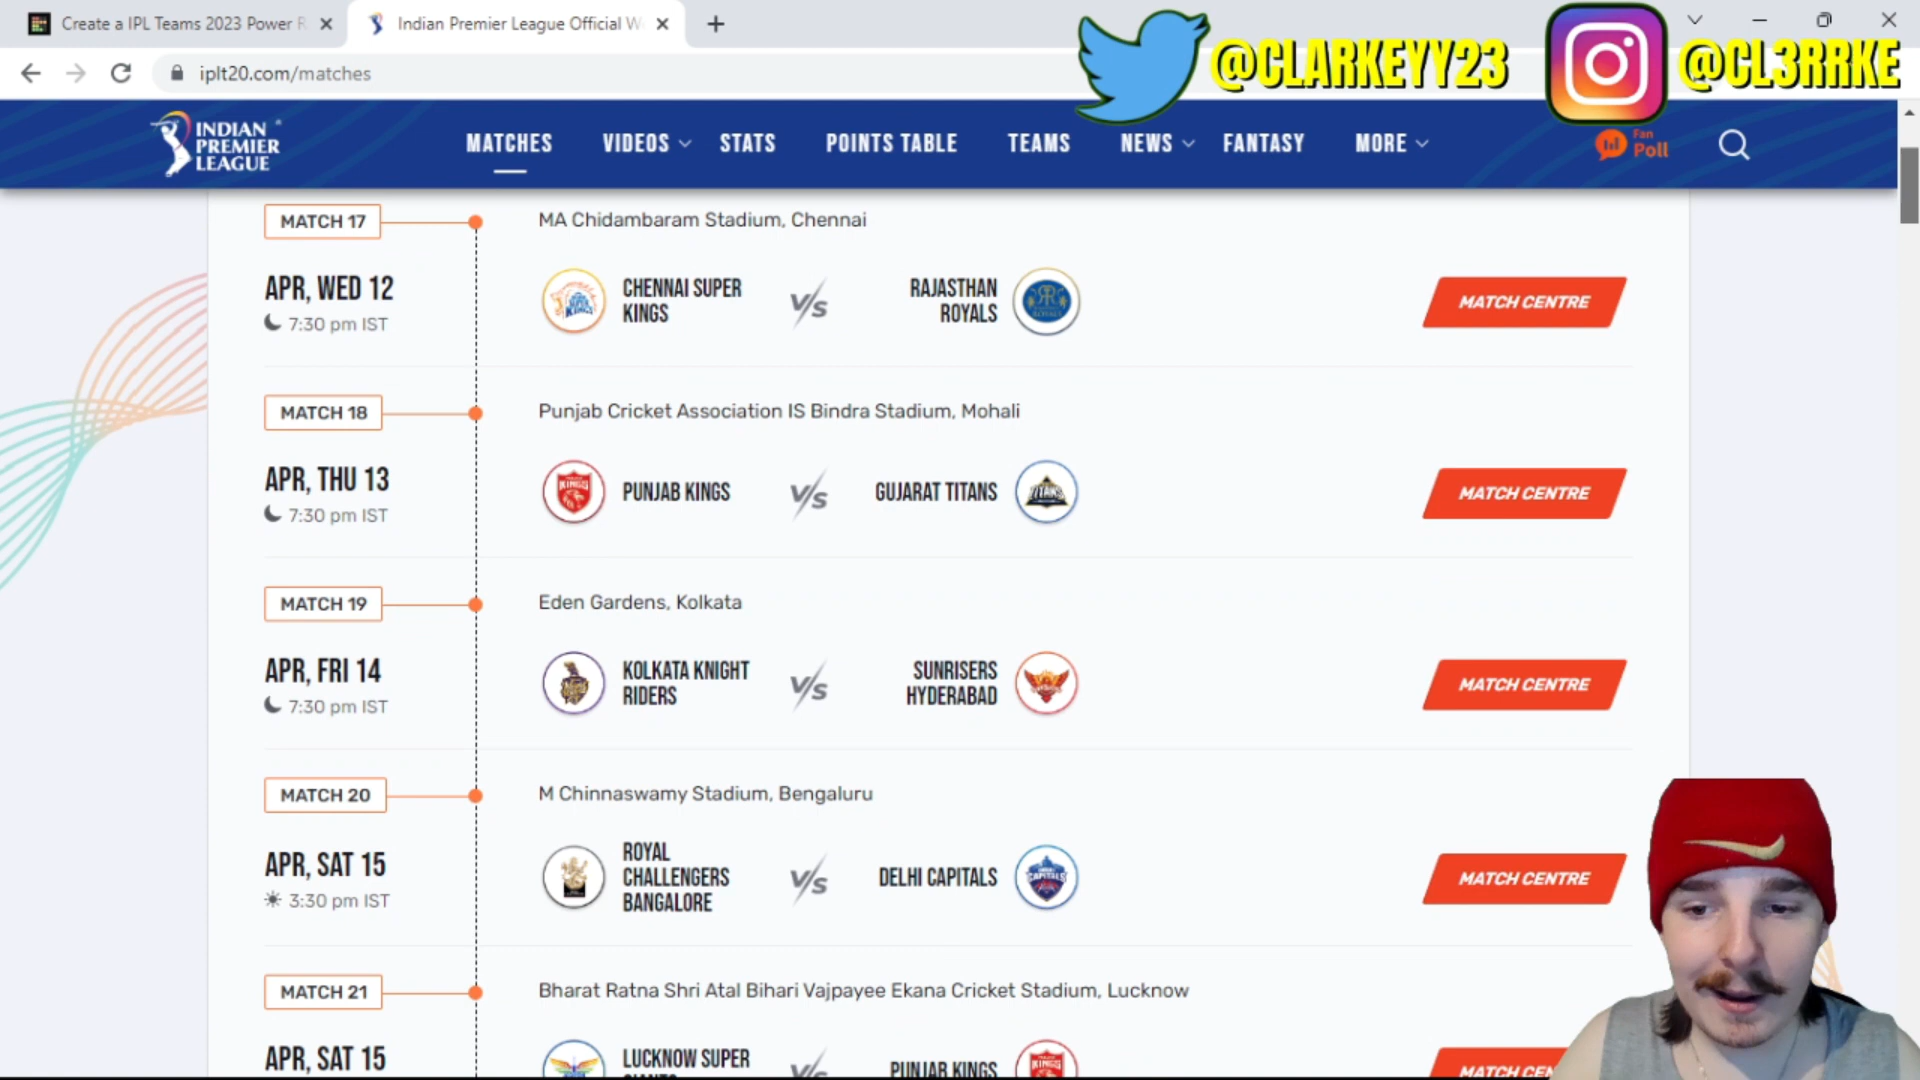 Create a IPL Teams 2023 Power R
Indian Premier League Official W
iplt20.com/matches
@CLARKEYY23
@CL3RRKE
INDIAN
PREMIER
LEAGUE
MATCHES
VIDEOS
STATS
POINTS TABLE
TEAMS
NEWS
FANTASY
MORE
Fan
Poll
MATCH 17
MA Chidambaram Stadium, Chennai
APR, WED 12
7:30 pm IST
CHENNAI SUPER
KINGS
V/S
RAJASTHAN
ROYALS
MATCH CENTRE
MATCH 18
Punjab Cricket Association IS Bindra Stadium, Mohali
APR, THU 13
7:30 pm IST
PUNJAB KINGS
V/S
GUJARAT TITANS
MATCH CENTRE
MATCH 19
Eden Gardens, Kolkata
APR, FRI 14
7:30 pm IST
KOLKATA KNIGHT
RIDERS
V/S
SUNRISERS
HYDERABAD
MATCH CENTRE
MATCH 20
M Chinnaswamy Stadium, Bengaluru
APR, SAT 15
3:30 pm IST
ROYAL
CHALLENGERS
BANGALORE
V/S
DELHI CAPITALS
MATCH CENTRE
MATCH 21
Bharat Ratna Shri Atal Bihari Vajpayee Ekana Cricket Stadium, Lucknow
APR, SAT 15
LUCKNOW SUPER
GIANTS
V/S
PUNJAB KINGS
MATCH CEN